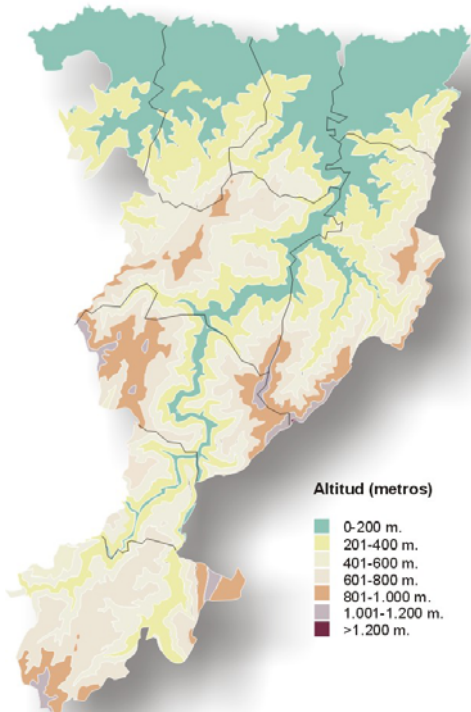 Altitud (metros)
0-200 m.
201-400 m.
401-600 m.
601-800 m.
801-1.000 m.
1.001-1.200 m.
>1.200 m.